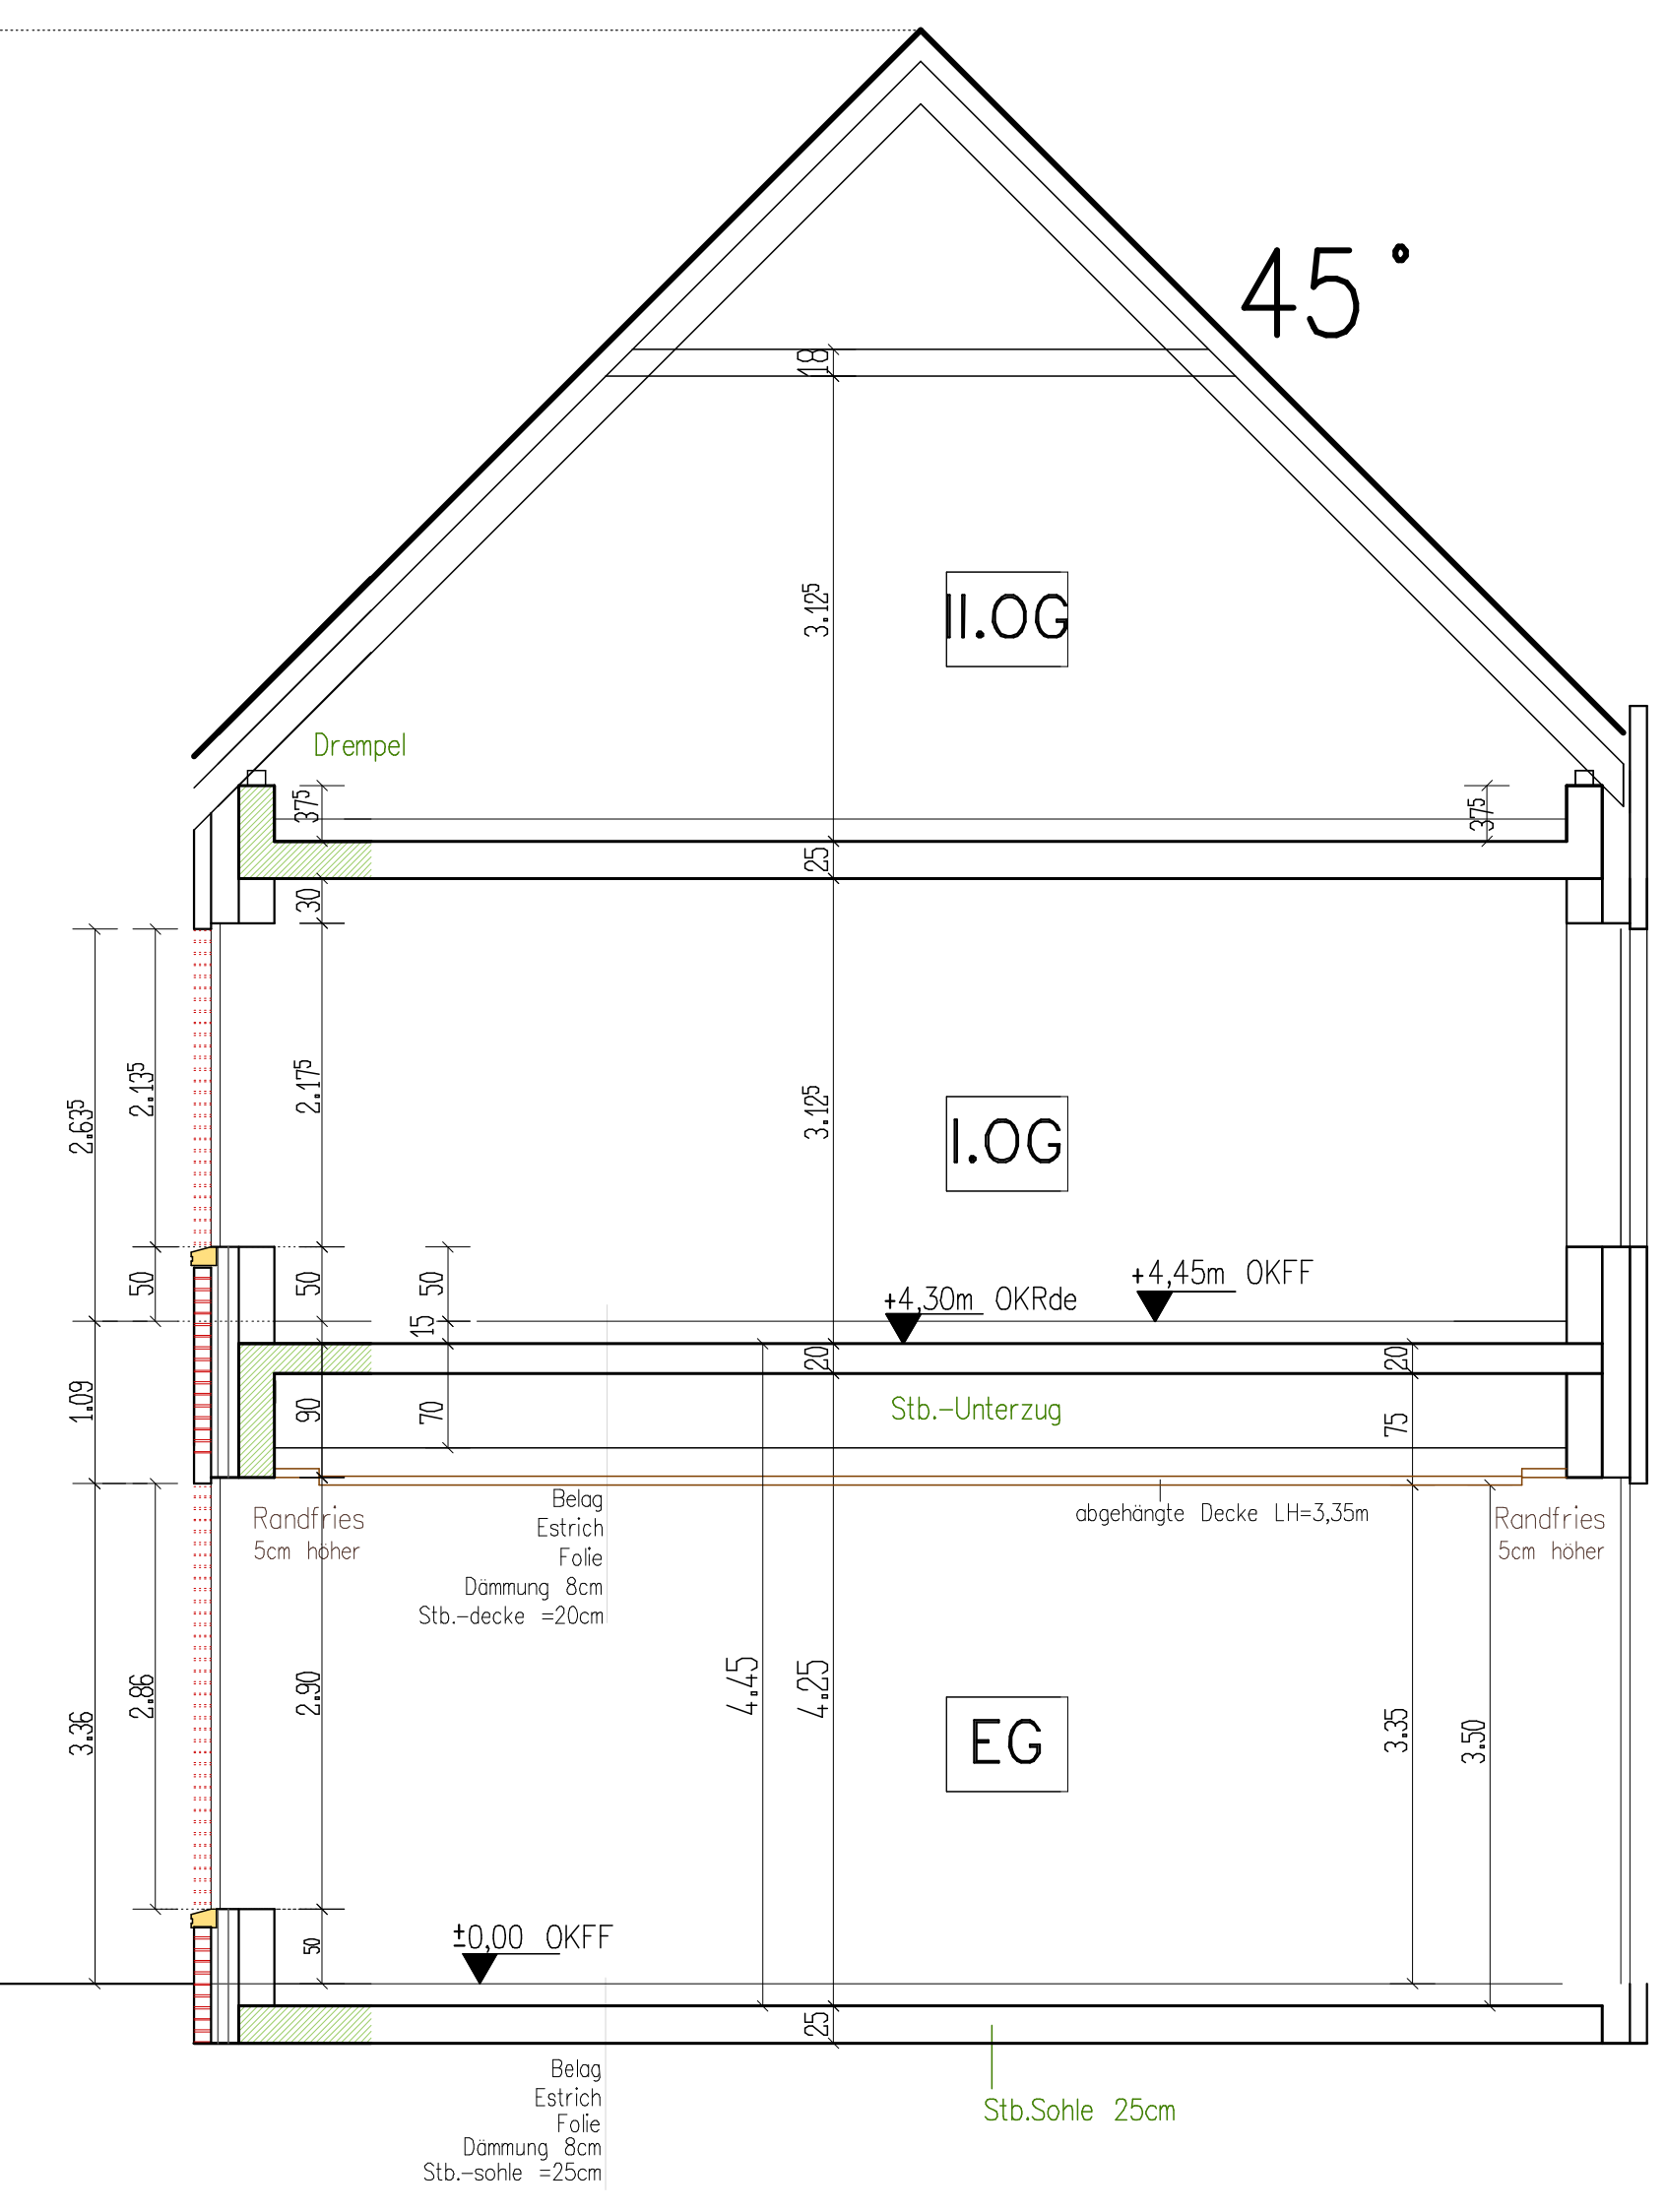 45°
18
3.12⁵
II.OG
Drempel
37⁵
37⁵
25
30
2.13⁵
2.17⁵
2.63⁵
3.12⁵
I.OG
50
50
50
+4,45m OKFF
+4,30m OKRde
15
20
20
1.09
90
70
Stb.-Unterzug
75
Randfries
5cm höher
Belag
Estrich
Folie
Dämmung 8cm
Stb.-decke =20cm
abgehängte Decke LH=3,35m
Randfries
5cm höher
2.86
2.90
4.45
4.25
3.36
3.35
3.50
EG
50
±0,00 OKFF
25
Belag
Estrich
Folie
Dämmung 8cm
Stb.-sohle =25cm
Stb.Sohle 25cm